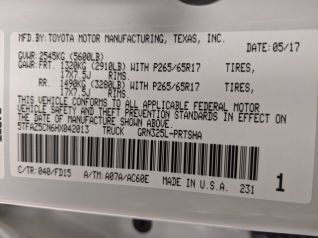 MFD.BY:TOYOTA MOTOR MANUFACTURING, TEXAS, INC.
GVWR:2545KG (5600LB) DATE:05/17
GAWR:FRT. 1320KG (2910LB) WITH P265/65R17 TIRES,
17X7.5J RIMS.
RR. 1490KG (3280LB) WITH P265/65R17 TIRES,
17X7.5J RIMS.
THIS VEHICLE CONFORMS TO ALL APPLICABLE FEDERAL MOTOR
VEHICLE SAFETY AND THEFT PREVENTION STANDARDS IN EFFECT
ON THE DATE OF MANUFACTURE SHOWN ABOVE.
5TFAZ5CN6HX042013 TRUCK GRN325L-PRTSHA
C/TR:040/FD15 A/TM:A07A/AC60E MADE IN U.S.A. 231 1